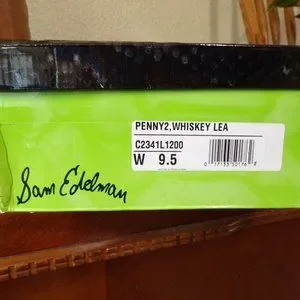 PENNY2,WHISKEY LEA
C2341L1200
W 9.5
Sam Edelman